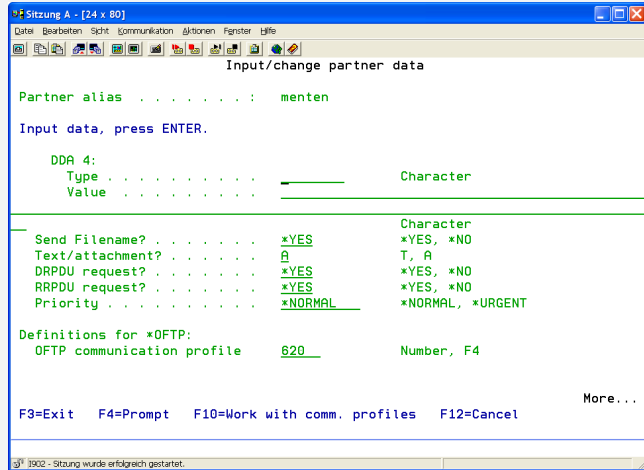 Sitzung A - [24 x 80]
Datei Bearbeiten Sicht Kommunikation Aktionen Fenster Hilfe
Input/change partner data
Partner alias . . . . . . . : menten
Input data, press ENTER.
DDA 4:
Type . . . . . . . . . . Character
Value . . . . . . . .
Character
Send Filename? . . . . . . . *YES *YES, *NO
Text/attachment? . . . . . . A T, A
DRPDU request? . . . . . . . *YES *YES, *NO
RRPDU request? . . . . . . . *YES *YES, *NO
Priority . . . . . . . . . . *NORMAL *NORMAL, *URGENT
Definitions for *OFTP:
OFTP communication profile 620 Number, F4
More...
F3=Exit F4=Prompt F10=Work with comm. profiles F12=Cancel
I902 - Sitzung wurde erfolgreich gestartet.